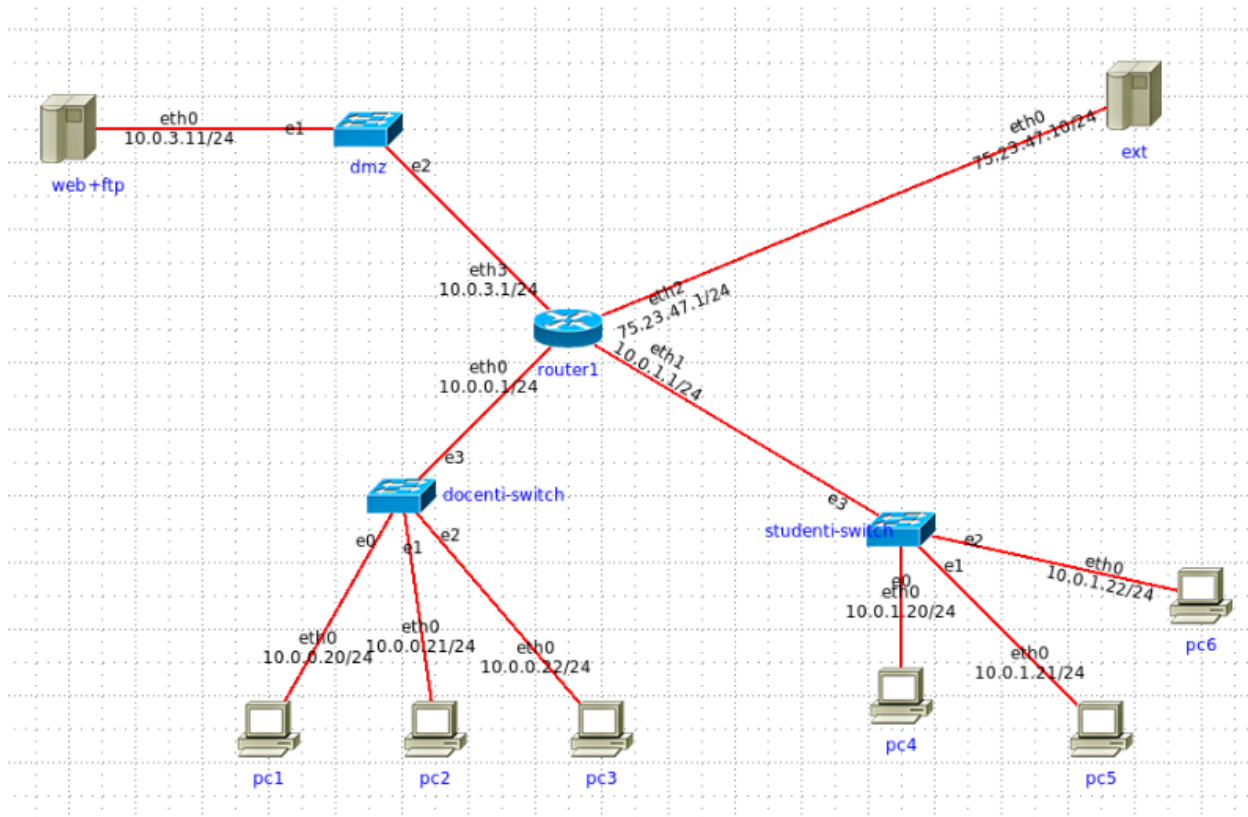 eth0
10.0.3.11/24
e1
web+ftp
dmz
e2
eth0
75.23.47.10/24
ext
eth3
10.0.3.1/24
eth2
75.23.47.1/24
router1
eth0
10.0.0.1/24
eth1
10.0.1.1/24
e3
docenti-switch
e0
e1
e2
e3
studenti-switch
e2
e1
e0
eth0
10.0.1.20/24
eth0
10.0.1.22/24
eth0
10.0.0.20/24
eth0
10.0.0.21/24
eth0
10.0.0.22/24
eth0
10.0.1.21/24
pc6
pc4
pc1
pc2
pc3
pc5